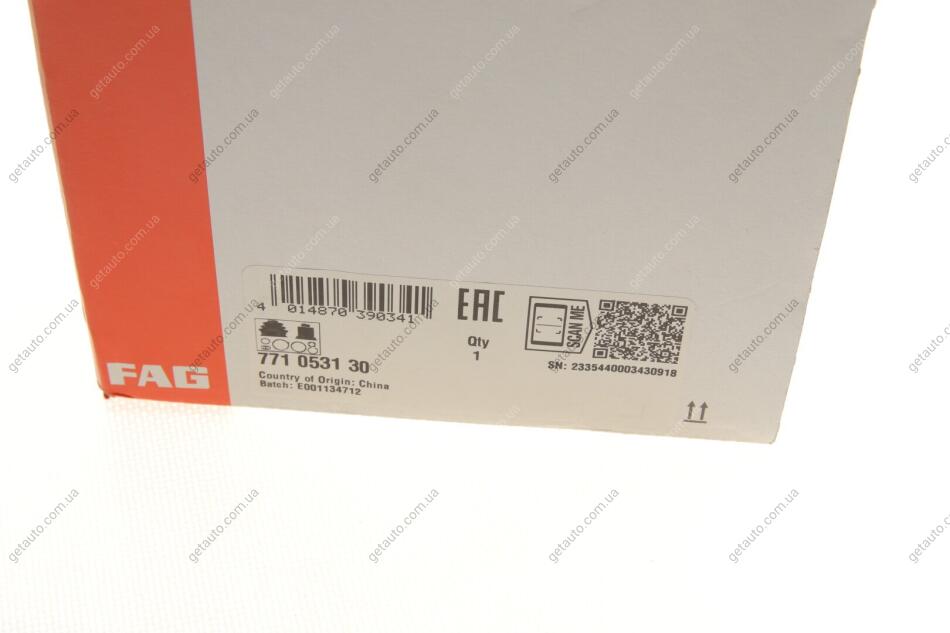 4 014870 390341
EAC
Qty
1
SCAN ME
771 0531 30
SN: 2335440003430918
Country of Origin: China
Batch: E001134712
FAG
getauto.com.ua